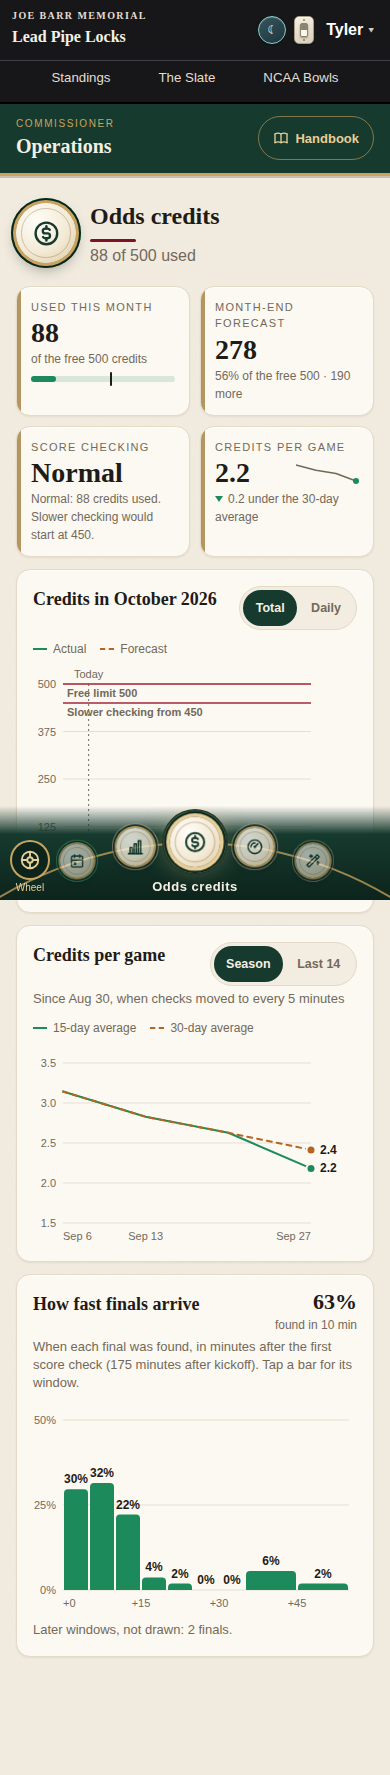 JOE BARR MEMORIAL
Lead Pipe Locks
Tyler
Standings The Slate NCAA Bowls
COMMISSIONER
Operations
Handbook
Odds credits
88 of 500 used
USED THIS MONTH
88
of the free 500 credits
MONTH-END
FORECAST
278
56% of the free 500 · 190
more
SCORE CHECKING
Normal
Normal: 88 credits used.
Slower checking would
start at 450.
CREDITS PER GAME
2.2
0.2 under the 30-day
average
Credits in October 2026
Total Daily
Actual Forecast
Today
500
Free limit 500
Slower checking from 450
375
250
125
Wheel
Odds credits
Credits per game
Season Last 14
Since Aug 30, when checks moved to every 5 minutes
15-day average 30-day average
3.5
3.0
2.5
2.4
2.2
2.0
1.5
Sep 6 Sep 13 Sep 27
How fast finals arrive
63%
found in 10 min
When each final was found, in minutes after the first
score check (175 minutes after kickoff). Tap a bar for its
window.
50%
30% 32%
25%
22%
4% 2% 0% 0% 6% 2%
0%
+0 +15 +30 +45
Later windows, not drawn: 2 finals.